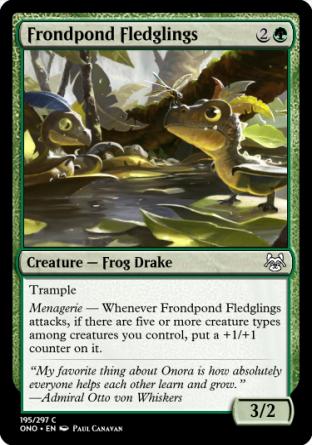 Frondpond Fledglings 2
Creature — Frog Drake
Trample
Menagerie — Whenever Frondpond Fledglings
attacks, if there are five or more creature types
among creatures you control, put a +1/+1
counter on it.
“My favorite thing about Onora is how absolutely
everyone helps each other learn and grow.”
—Admiral Otto von Whiskers
3/2
195/297 C
ONO • EN Paul Canavan